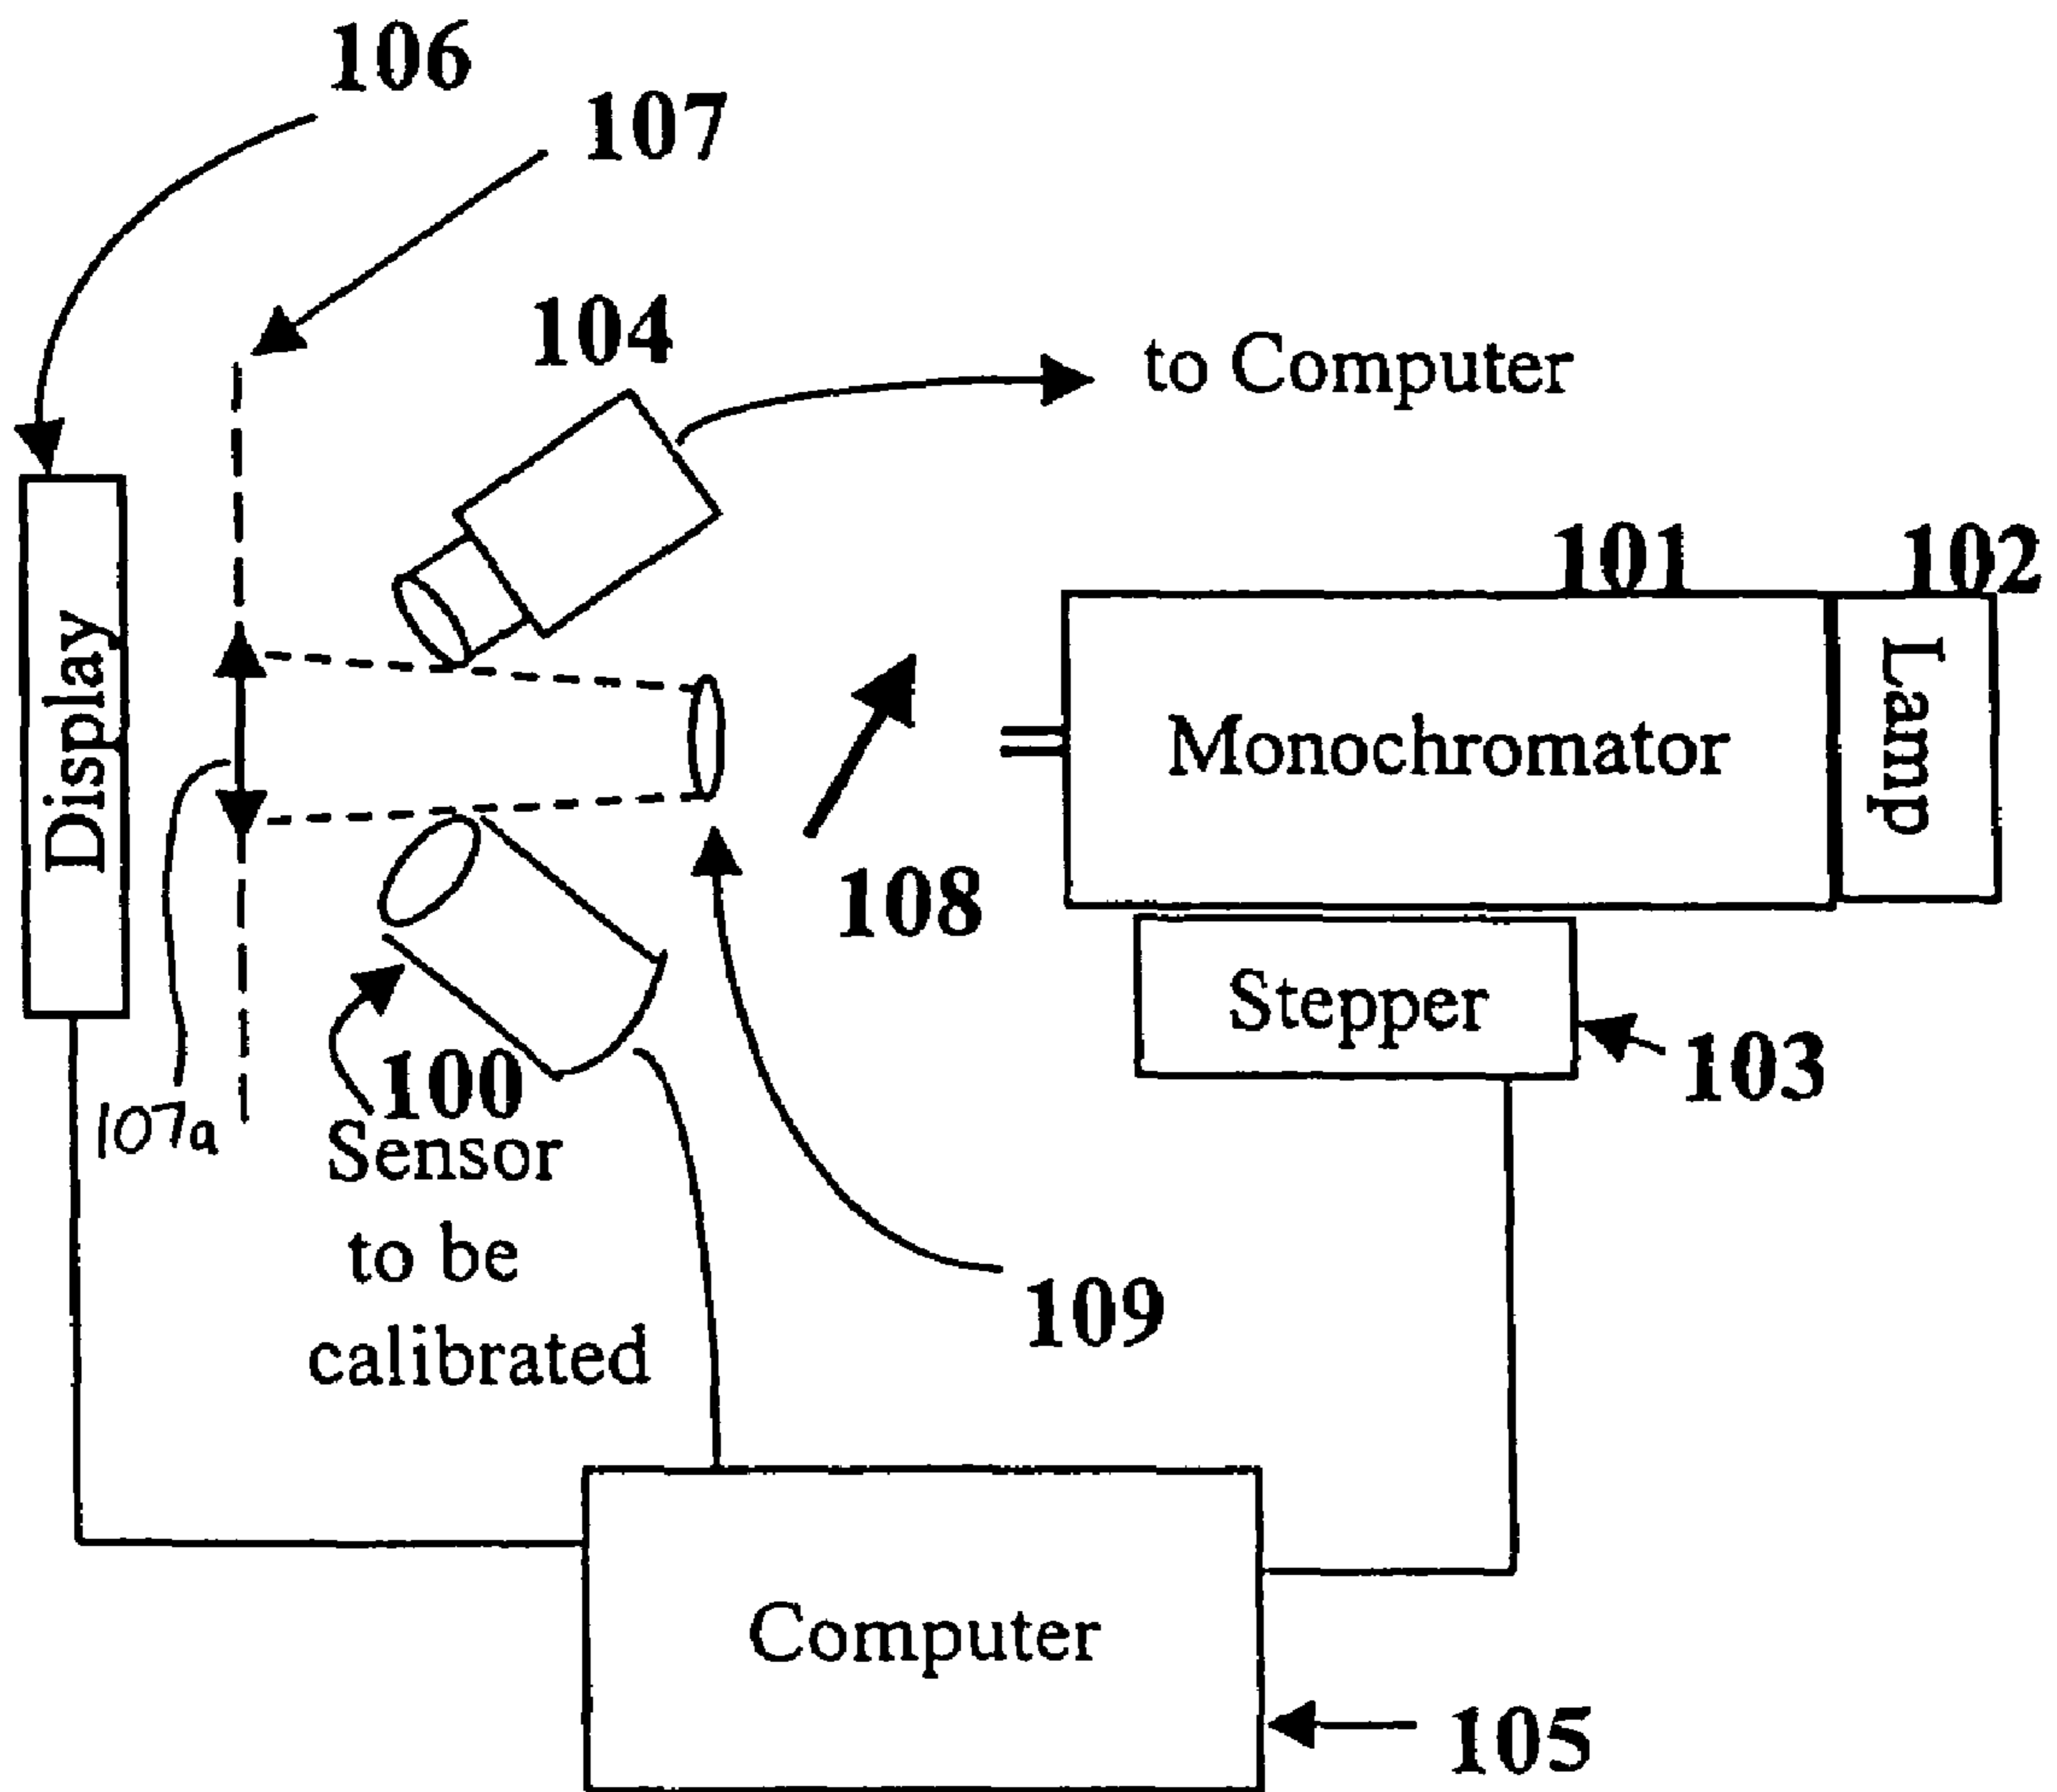 106
107
104
to Computer
101
102
Display
Monochromator
Lamp
108
Stepper
103
100
107a
Sensor
to be
calibrated
109
Computer
105